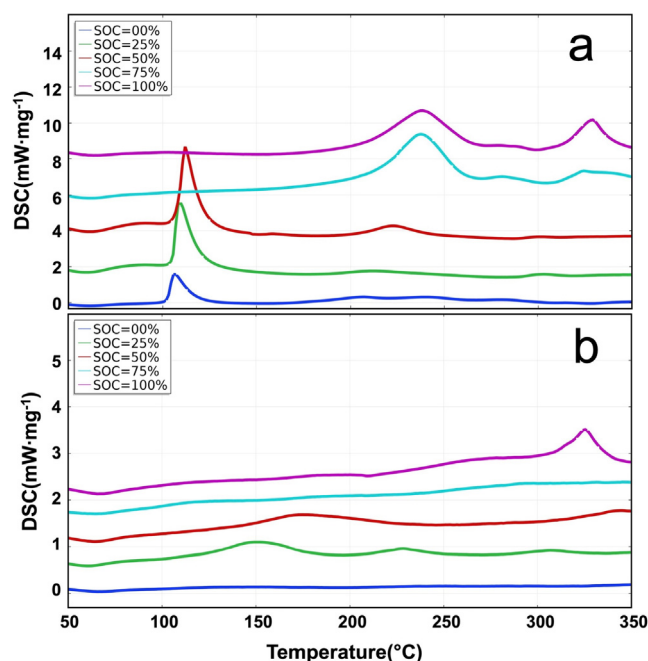 a
SOC=00%
SOC=25%
SOC=50%
SOC=75%
SOC=100%
DSC(mW·mg⁻¹)
14
12
10
8
6
4
2
0
b
SOC=00%
SOC=25%
SOC=50%
SOC=75%
SOC=100%
DSC(mW·mg⁻¹)
5
4
3
2
1
0
50 100 150 200 250 300 350
Temperature(°C)